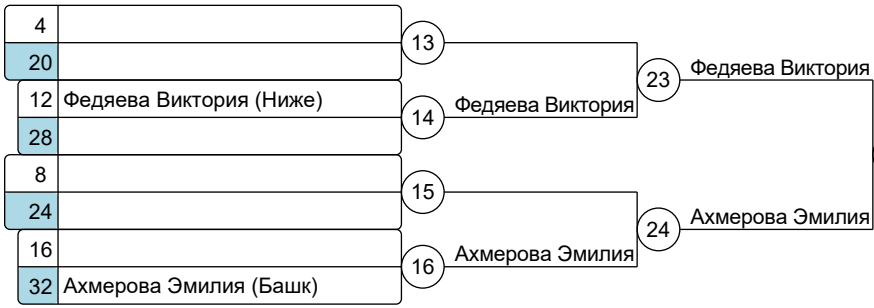 4
13
20
23 Федяева Виктория
12 Федяева Виктория (Ниже)
14 Федяева Виктория
28
8
15
24
24 Ахмерова Эмилия
16
16 Ахмерова Эмилия
32 Ахмерова Эмилия (Башк)